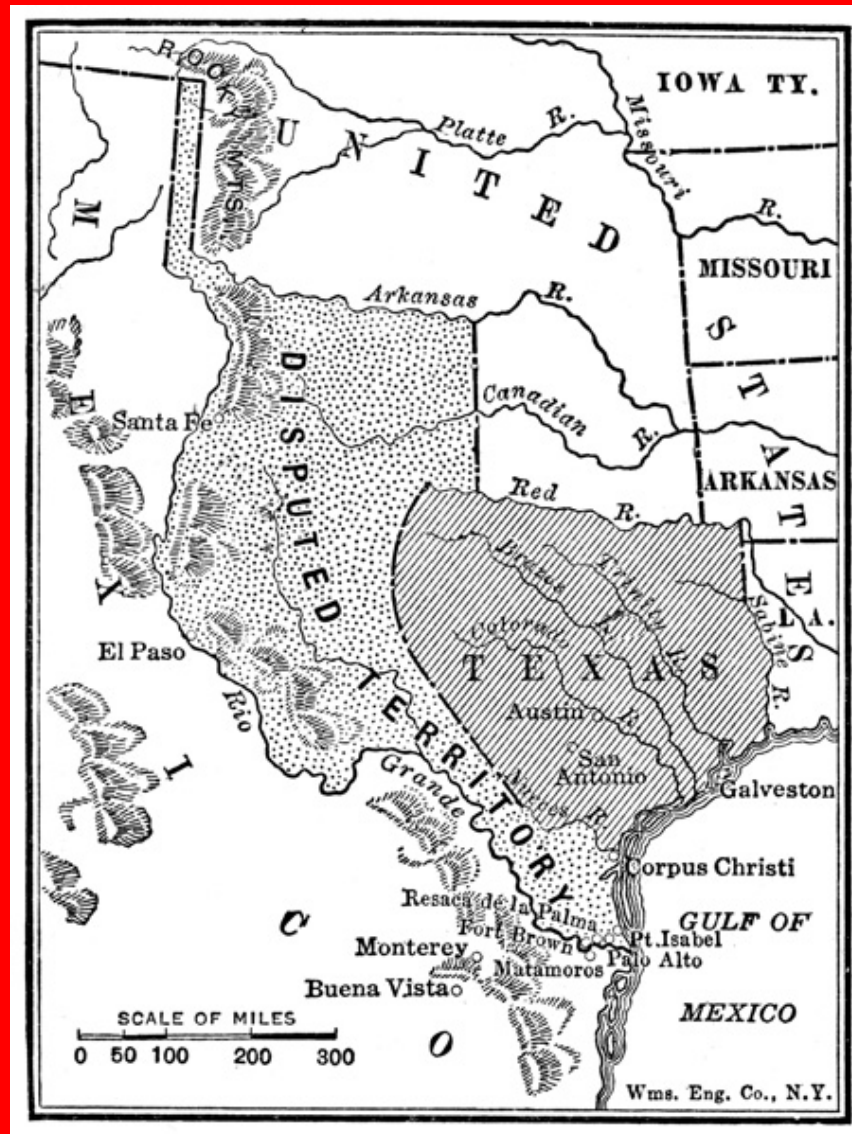 ROCKY MTS.
IOWA TY.
UNITED
STATES
Platte R.
Missouri
R.
MISSOURI
MEXICO
Arkansas R.
DISPUTED
TERRITORY
Santa Fe
Canadian R.
ARKANSAS
Red R.
Brazos R.
Trinity R.
Sabine R.
LA.
Colorado
TEXAS
El Paso
Rio Grande
Austin
San
Antonio
Nueces R.
Galveston
Corpus Christi
Resaca de la Palma
GULF OF
MEXICO
Fort Brown
Pt. Isabel
Monterey
Matamoros
Palo Alto
Buena Vista
SCALE OF MILES
0 50 100 200 300
Wms. Eng. Co., N.Y.